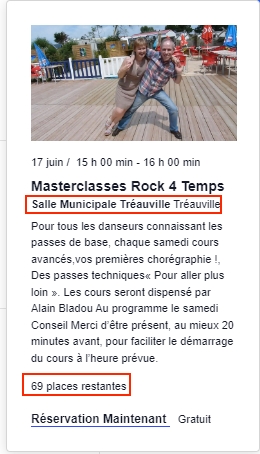 17 juin / 15 h 00 min - 16 h 00 min
Masterclasses Rock 4 Temps
Salle Municipale Tréauville Tréauville
Pour tous les danseurs connaissant les
passes de base, chaque samedi cours
avancés,vos premières chorégraphie !,
Des passes techniques« Pour aller plus
loin ». Les cours seront dispensé par
Alain Bladou Au programme le samedi
Conseil Merci d'être présent, au mieux 20
minutes avant, pour faciliter le démarrage
du cours à l'heure prévue.
69 places restantes
Réservation Maintenant Gratuit